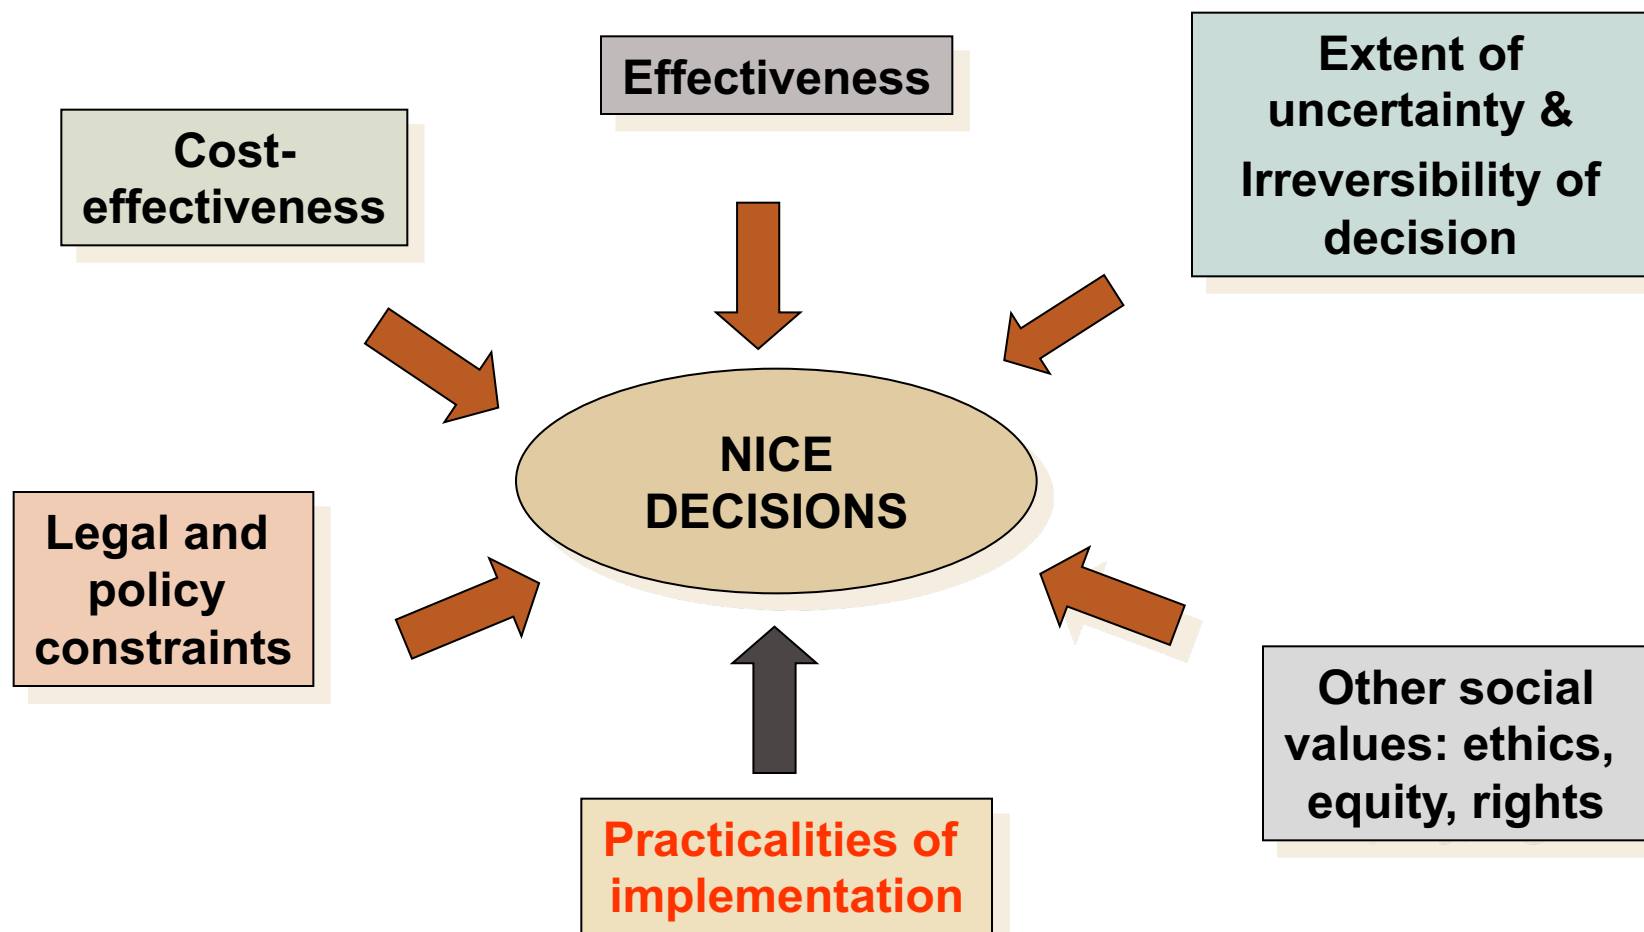 Effectiveness
Extent of
uncertainty &
Irreversibility of
decision
Cost-
effectiveness
NICE
DECISIONS
Legal and
policy
constraints
Other social
values: ethics,
equity, rights
Practicalities of
implementation